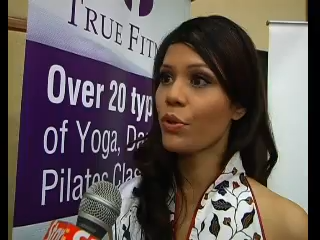 TRUE FIT
Over 20 typ
of Yoga, Da
Pilates Clas